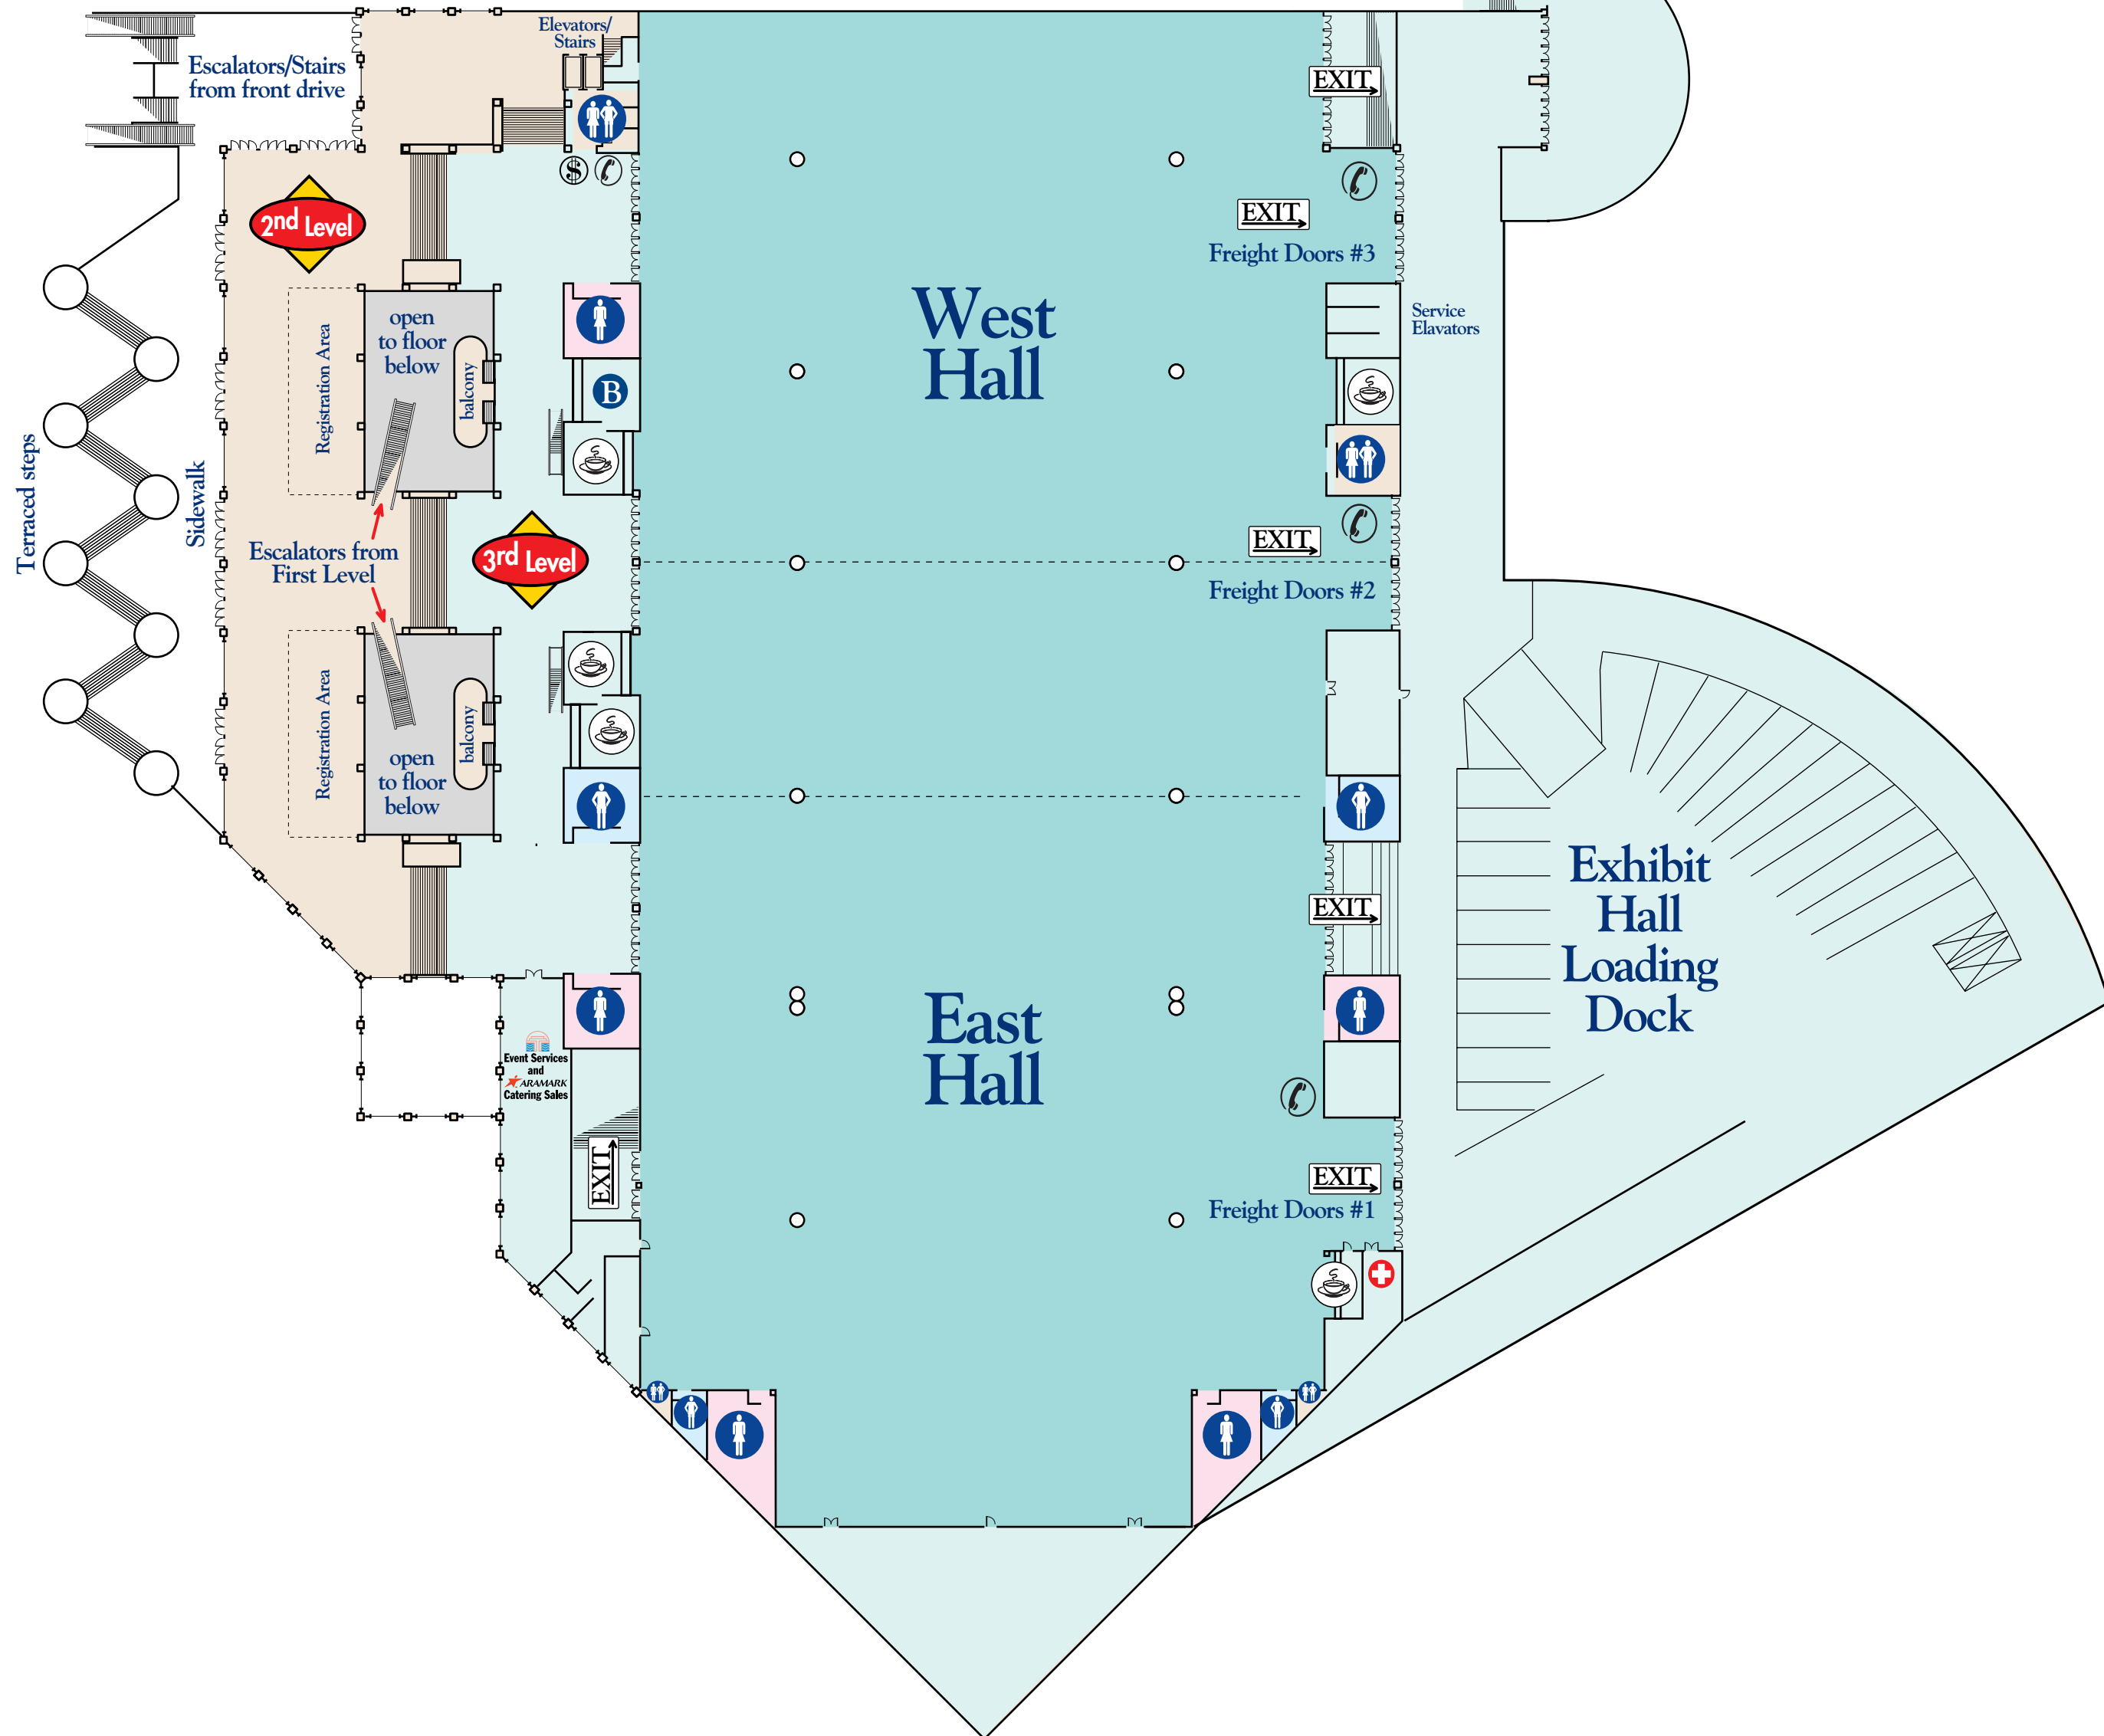 Elevators/
Stairs
Escalators/Stairs
from front drive
EXIT
$
2nd Level
EXIT
Freight Doors #3
West
Hall
Service
Elavators
open
to floor
below
Registration Area
balcony
B
Terraced steps
Sidewalk
Escalators from
First Level
3rd Level
EXIT
Freight Doors #2
Registration Area
balcony
open
to floor
below
Exhibit
Hall
Loading
Dock
EXIT
East
Hall
Event Services
and
ARAMARK
Catering Sales
EXIT
EXIT
Freight Doors #1